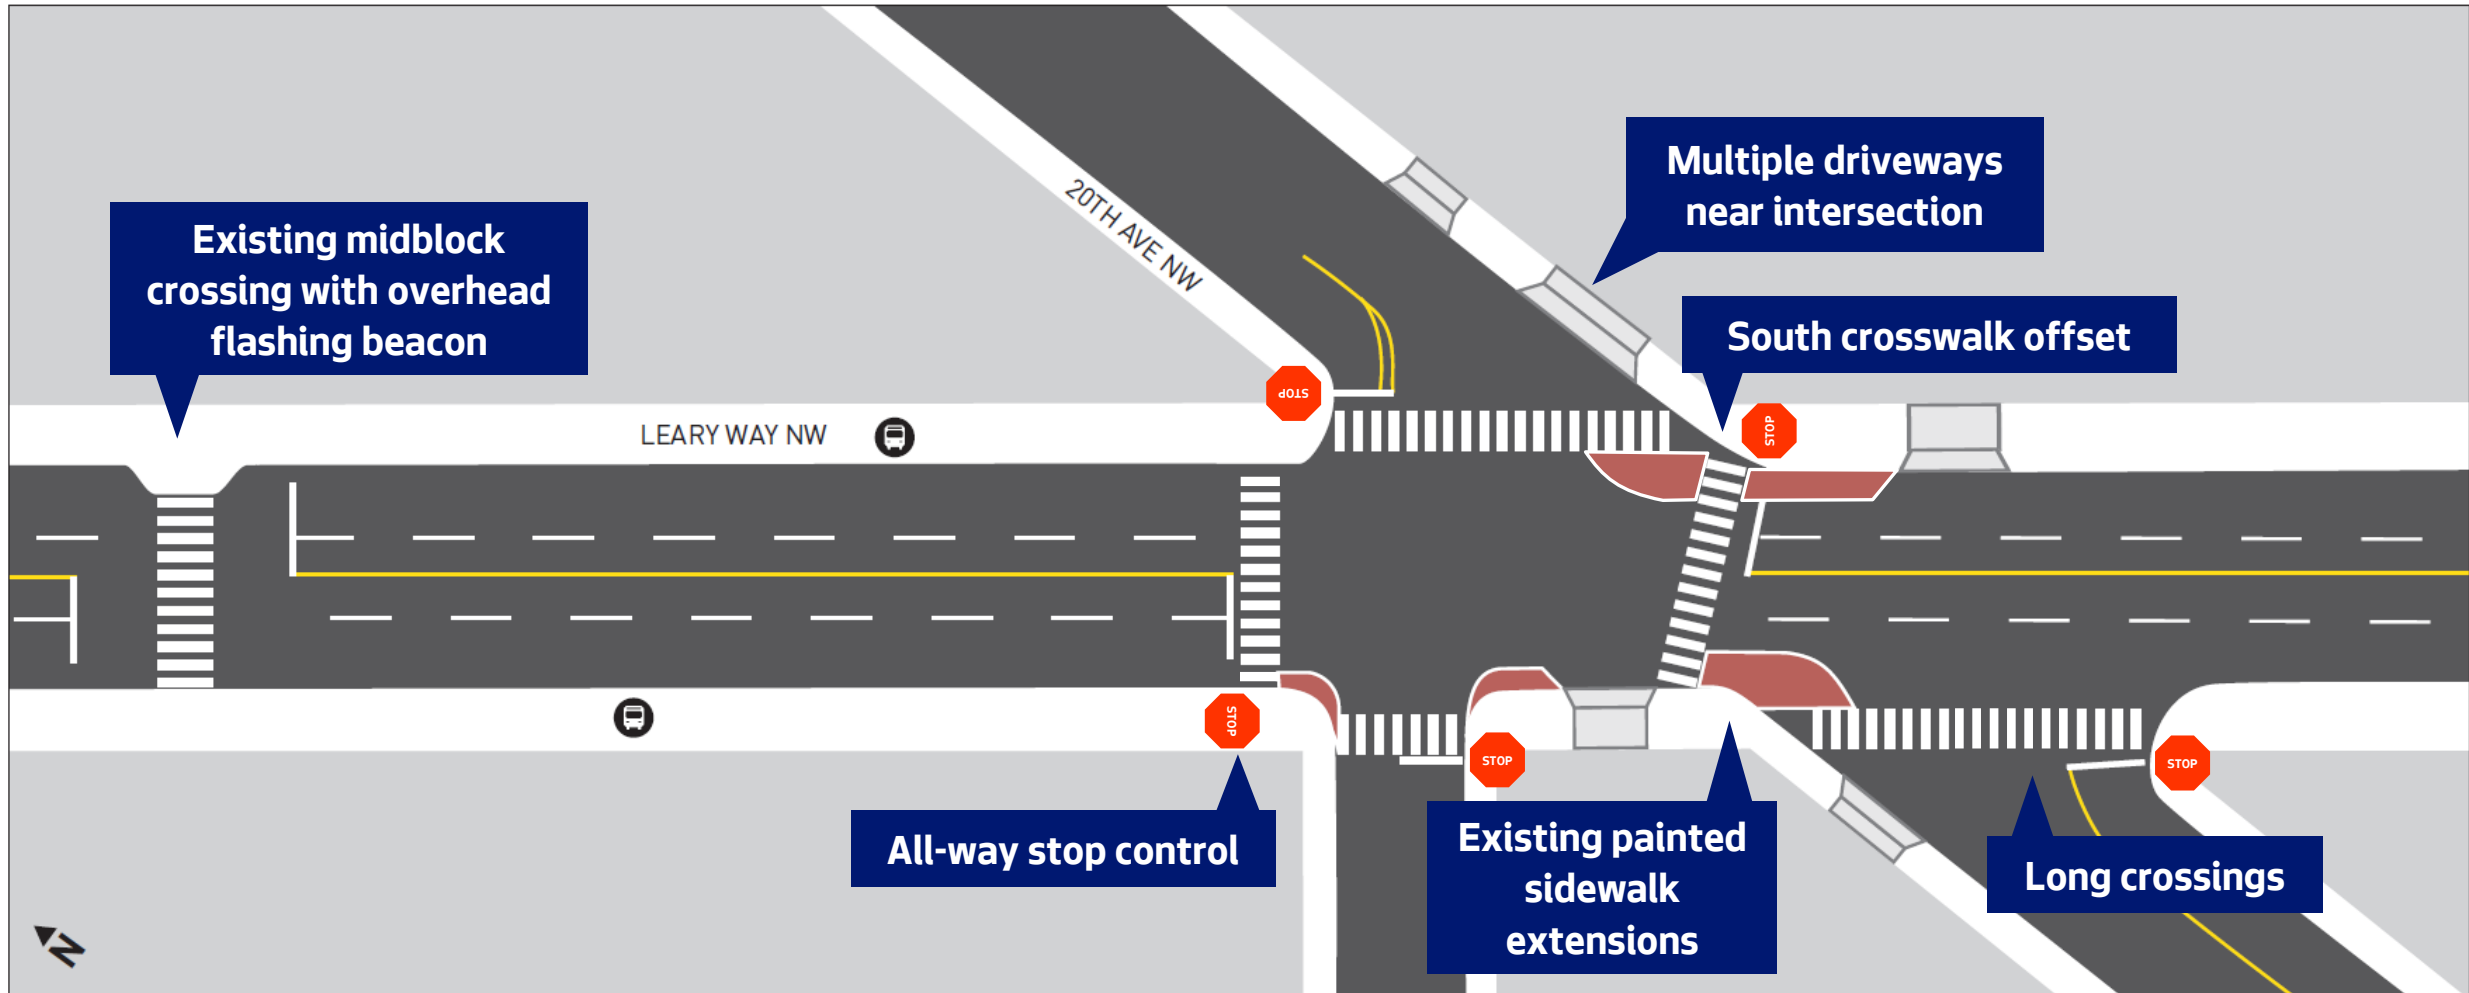 20TH AVE NW
Multiple driveways
near intersection
Existing midblock
crossing with overhead
flashing beacon
South crosswalk offset
STOP
STOP
LEARY WAY NW
STOP
STOP
STOP
All-way stop control
Existing painted
sidewalk
extensions
Long crossings
N